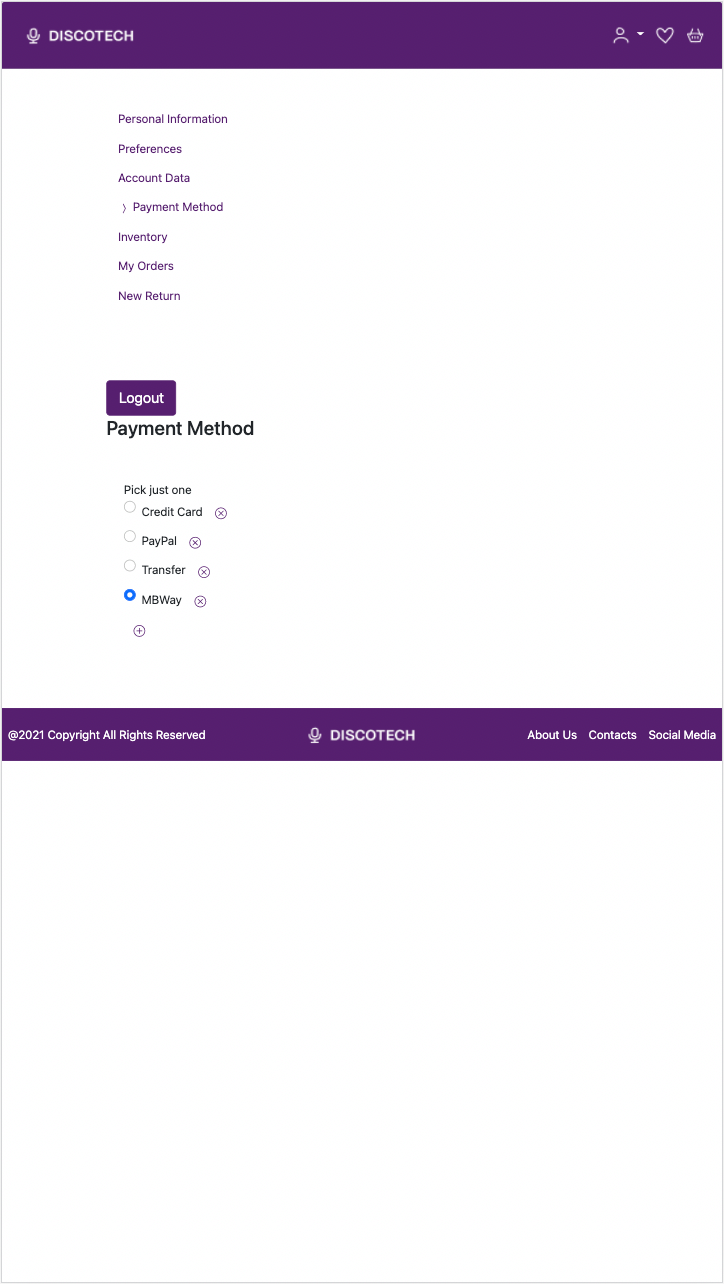 DISCOTECH
Personal Information
Preferences
Account Data
Payment Method
Inventory
My Orders
New Return
Logout
Payment Method
Pick just one
Credit Card
PayPal
Transfer
MBWay
@2021 Copyright All Rights Reserved DISCOTECH About Us Contacts Social Media